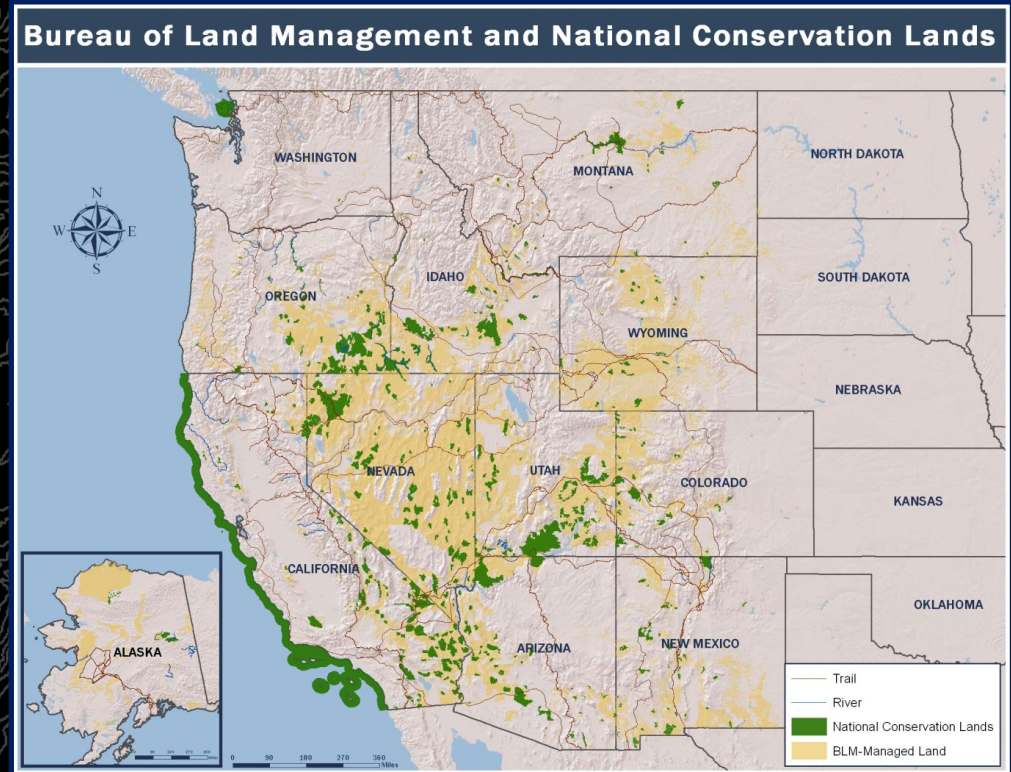 Bureau of Land Management and National Conservation Lands
WASHINGTON
MONTANA
NORTH DAKOTA
N
W E
S
OREGON
IDAHO
SOUTH DAKOTA
WYOMING
NEBRASKA
NEVADA
UTAH
COLORADO
KANSAS
CALIFORNIA
OKLAHOMA
ALASKA
ARIZONA
NEW MEXICO
Trail
River
National Conservation Lands
BLM-Managed Land
0 90 180 270 360
Miles